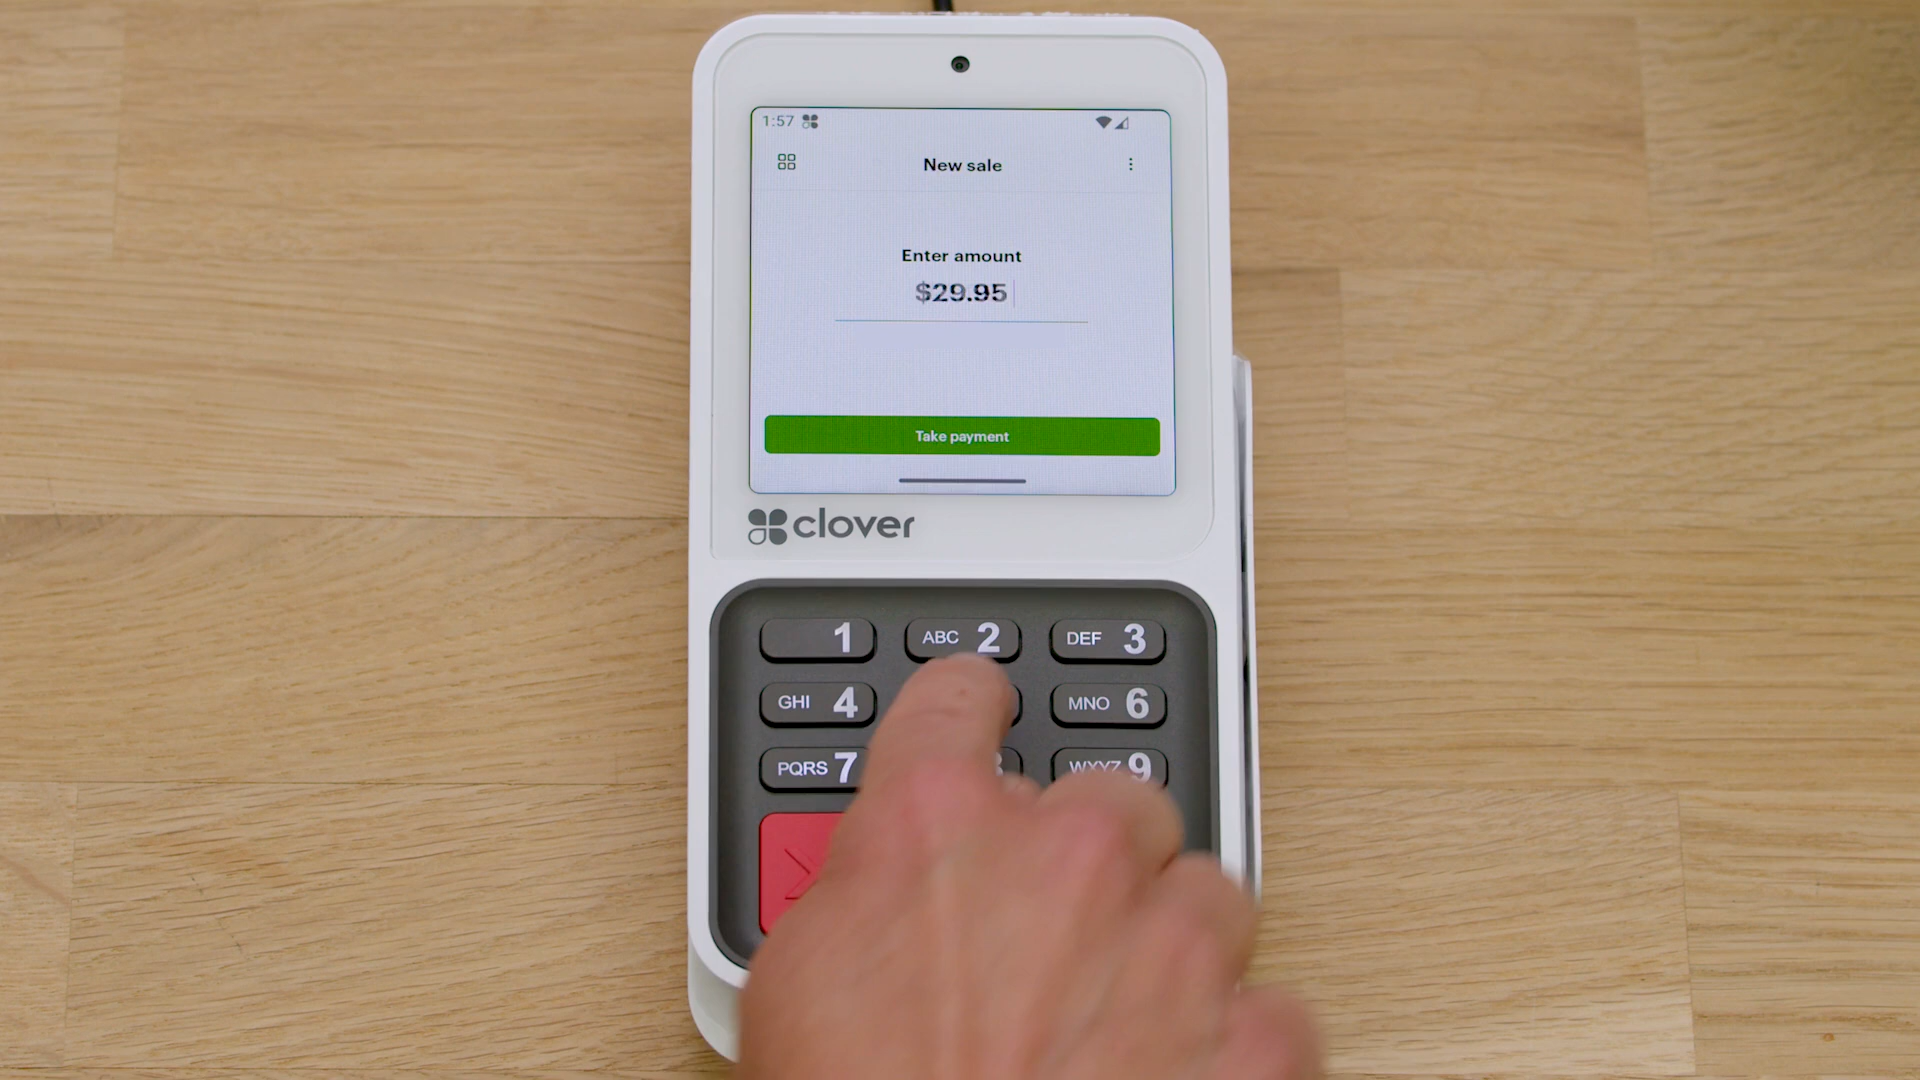 1:57
New sale
Enter amount
$29.95
Take payment
clover
1
ABC 2
DEF 3
GHI 4
MNO 6
PQRS 7
WXYZ 9